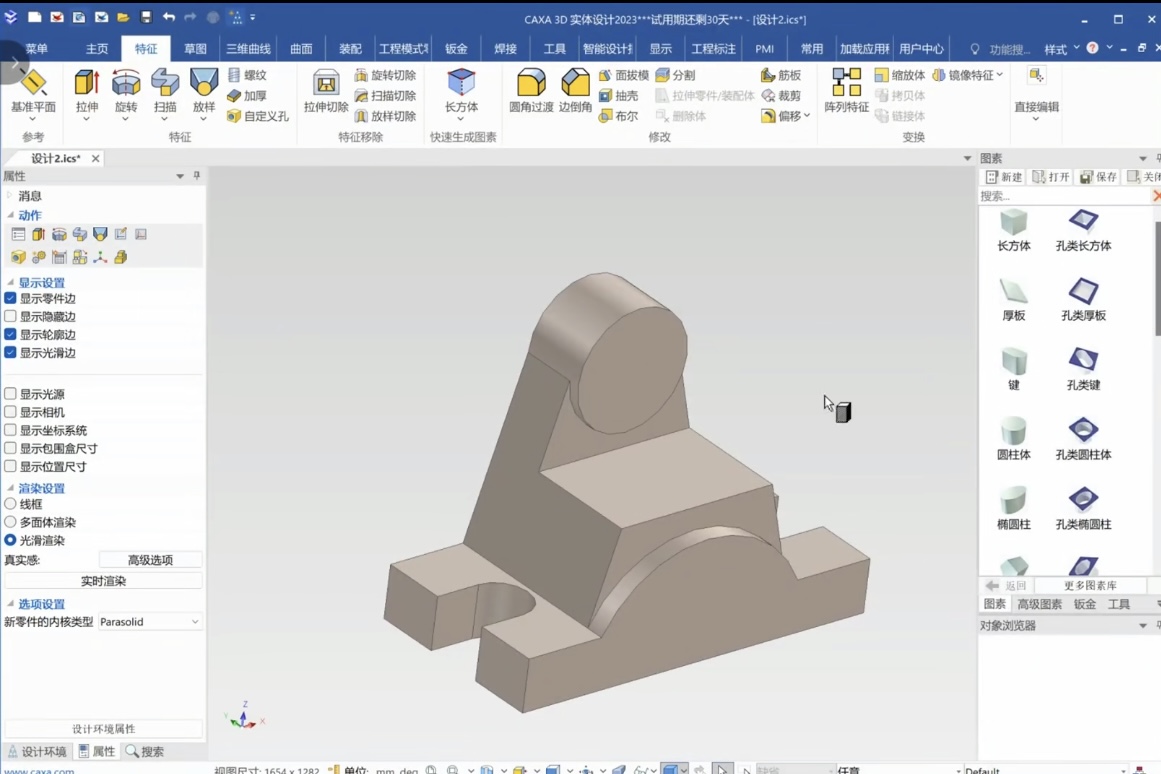 CAXA 3D 实体设计2023***试用期还剩30天*** - [设计2.ics*]
菜单 主页 特征 草图 三维曲线 曲面 装配 工程模式零 钣金 焊接 工具 智能设计批 显示 工程标注 PMI 常用 加载应用程 用户中心 功能搜... 样式
基准平面 拉伸 旋转 扫描 放样 螺纹 加厚 自定义孔
拉伸切除 旋转切除 扫描切除 放样切除
长方体
圆角过渡 边倒角 面拔模 抽壳 布尔 分割 拉伸零件/装配体 删除体 筋板 裁剪 偏移
阵列特征 缩放体 拷贝体 链接体 镜像特征
直接编辑
参考 特征 特征移除 快速生成图素 修改 变换
设计2.ics*
属性
消息
动作
显示设置
显示零件边
显示隐藏边
显示轮廓边
显示光滑边
显示光源
显示相机
显示坐标系统
显示包围盒尺寸
显示位置尺寸
渲染设置
线框
多面体渲染
光滑渲染
真实感: 高级选项
实时渲染
选项设置
新零件的内核类型 Parasolid
设计环境属性
设计环境 属性 搜索
Z
Y X
图素
新建 打开 保存 关闭
搜索...
长方体 孔类长方体
厚板 孔类厚板
键 孔类键
圆柱体 孔类圆柱体
椭圆柱 孔类椭圆柱
返回 更多图素库
图素 高级图素 钣金 工具
对象浏览器
www.caxa.com 视图尺寸: 1654 x 1282 单位: mm, deg 任意 Default